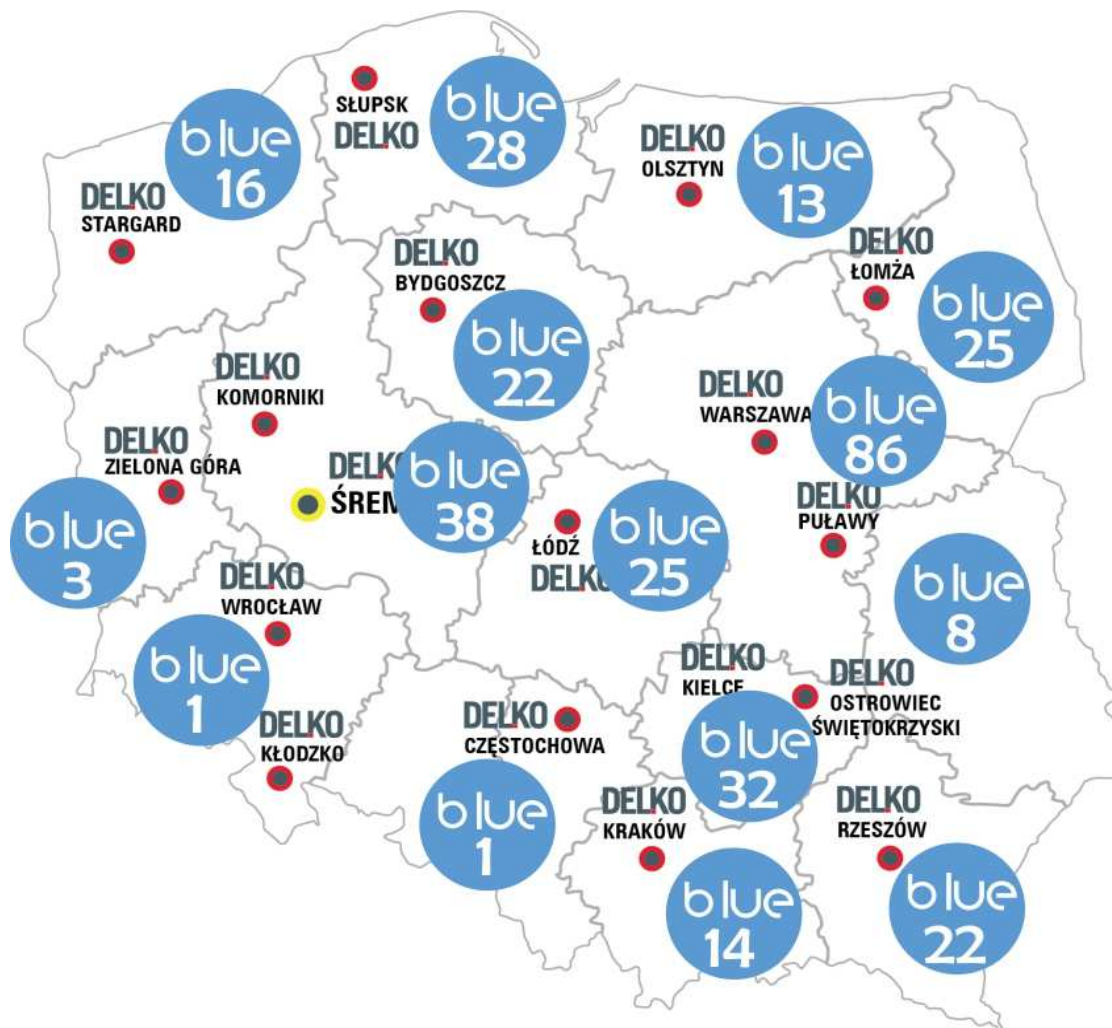 SŁUPSK
DELKO
blue
28
blue
16
DELKO
OLSZTYN
blue
13
DELKO
STARGARD
DELKO
BYDGOSZCZ
DELKO
ŁOMŻA
blue
25
blue
22
DELKO
KOMORNIKI
DELKO
WARSZAWA
blue
86
DELKO
ZIELONA GÓRA
DELKO
ŚREM
blue
38
DELKO
PUŁAWY
blue
3
ŁÓDŹ
DELKO
blue
25
blue
8
DELKO
WROCŁAW
blue
1
DELKO
KIELCE
DELKO
OSTROWIEC
ŚWIĘTOKRZYSKI
DELKO
KŁODZKO
DELKO
CZĘSTOCHOWA
blue
32
blue
1
DELKO
KRAKÓW
DELKO
RZESZÓW
blue
14
blue
22